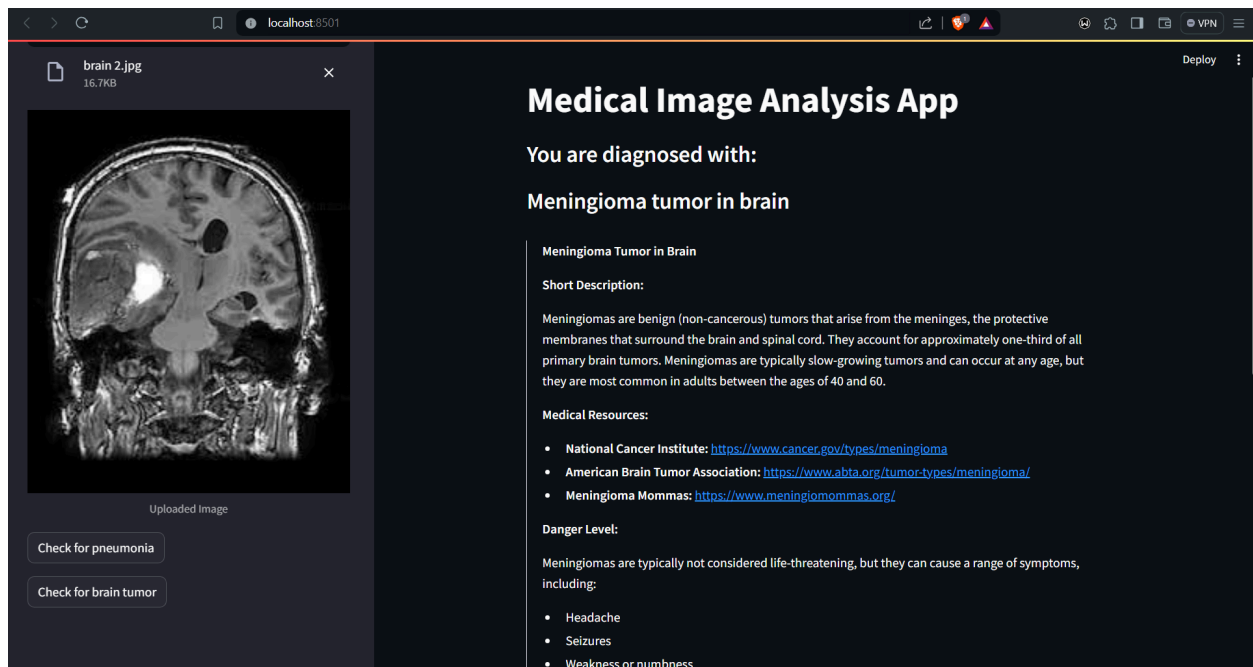 localhost:8501
VPN
brain 2.jpg
16.7KB
Deploy
Medical Image Analysis App
You are diagnosed with:
Meningioma tumor in brain
Meningioma Tumor in Brain
Short Description:
Meningiomas are benign (non-cancerous) tumors that arise from the meninges, the protective
membranes that surround the brain and spinal cord. They account for approximately one-third of all
primary brain tumors. Meningiomas are typically slow-growing tumors and can occur at any age, but
they are most common in adults between the ages of 40 and 60.
Medical Resources:
National Cancer Institute: https://www.cancer.gov/types/meningioma
American Brain Tumor Association: https://www.abta.org/tumor-types/meningioma/
Meningioma Mommas: https://www.meningiomommas.org/
Danger Level:
Meningiomas are typically not considered life-threatening, but they can cause a range of symptoms,
including:
Headache
Seizures
Weakness or numbness
Uploaded Image
Check for pneumonia
Check for brain tumor